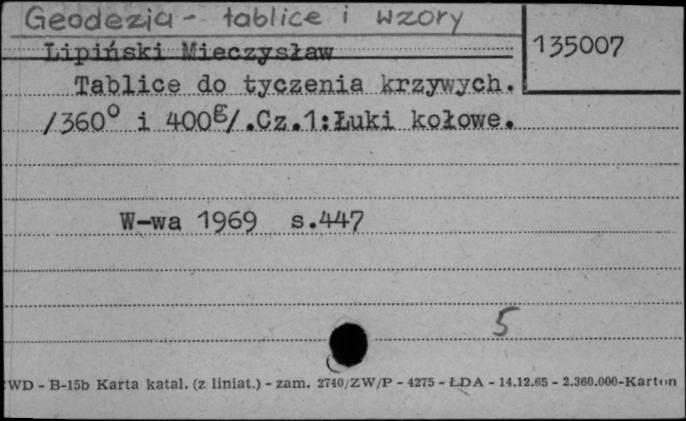 Geodezja - tablice i wzory
135007
Lipiński Mieczysław
Tablice do tyczenia krzywych.
/360° i 400g/.Cz.1:Łuki kołowe.
W-wa 1969 s.447
5
WD - B-15b Karta katal. (z liniat.) - zam. 2740/ZW/P - 4275 - ŁDA - 14.12.65 - 2.360.000-Karton